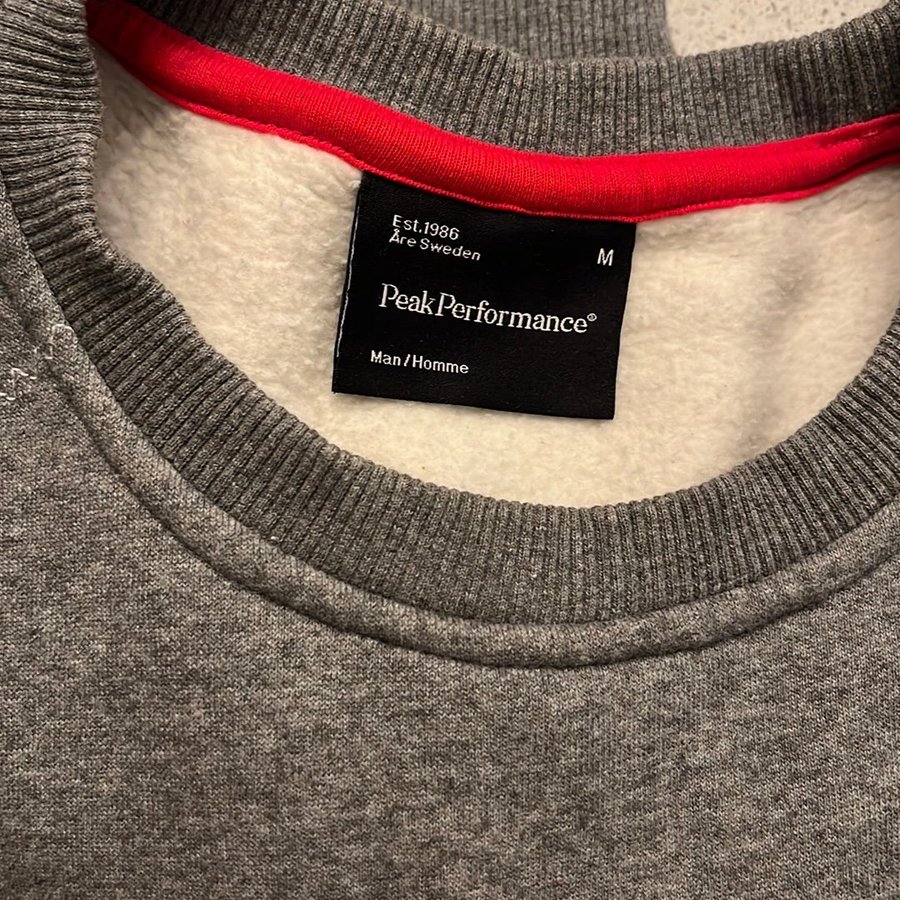 Est.1986
Åre Sweden
M
PeakPerformance®
Man/Homme